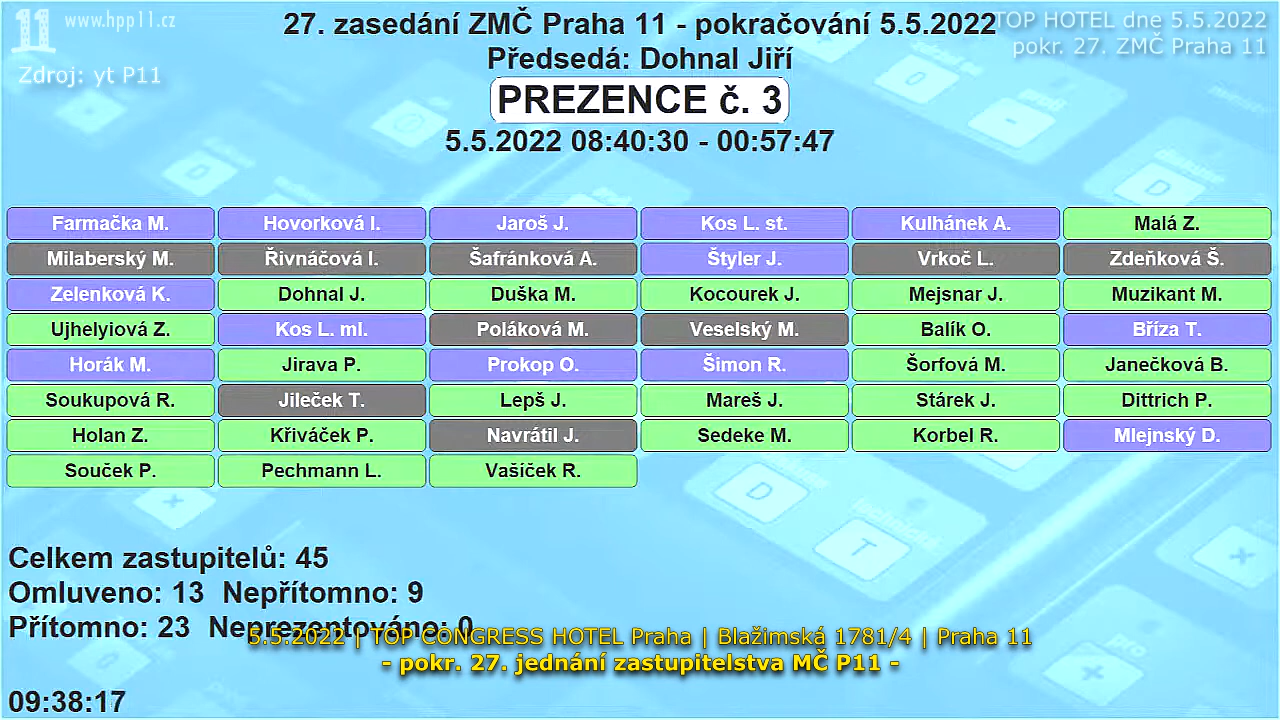 11 www.hpp11.cz
Zdroj: yt P11
27. zasedání ZMČ Praha 11 - pokračování 5.5.2022
TOP HOTEL dne 5.5.2022
pokr. 27. ZMČ Praha 11
Předsedá: Dohnal Jiří
PREZENCE č. 3
5.5.2022 08:40:30 - 00:57:47
Farmačka M. Hovorková I. Jaroš J. Kos L. st. Kulhánek A. Malá Z.
Milaberský M. Řivnáčová I. Šafránková A. Štyler J. Vrkoč L. Zdeňková Š.
Zelenková K. Dohnal J. Duška M. Kocourek J. Mejsnar J. Muzikant M.
Ujhelyiová Z. Kos L. ml. Poláková M. Veselský M. Balík O. Bříza T.
Horák M. Jirava P. Prokop O. Šimon R. Šorfová M. Janečková B.
Soukupová R. Jileček T. Lepš J. Mareš J. Stárek J. Dittrich P.
Holan Z. Křiváček P. Navrátil J. Sedeke M. Korbel R. Mlejnský D.
Souček P. Pechmann L. Vašíček R.
Celkem zastupitelů: 45
Omluveno: 13 Nepřítomno: 9
Přítomno: 23 Neprezentováno: 0
5.5.2022 | TOP CONGRESS HOTEL Praha | Blažimská 1781/4 | Praha 11
- pokr. 27. jednání zastupitelstva MČ P11 -
09:38:17